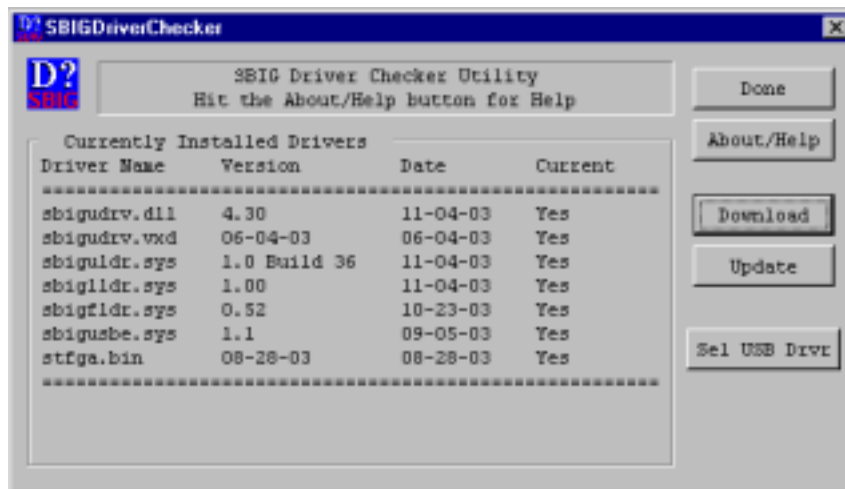 SBIGDriverChecker
D?
SBIG
SBIG Driver Checker Utility
Hit the About/Help button for Help
Done
About/Help
Download
Update
Sel USB Drvr
Currently Installed Drivers
Driver Name Version Date Current
==========================================================
sbigudrv.dll 4.30 11-04-03 Yes
sbigudrv.vxd 06-04-03 06-04-03 Yes
sbiguldr.sys 1.0 Build 36 11-04-03 Yes
sbiglldr.sys 1.00 11-04-03 Yes
sbigfldr.sys 0.52 10-23-03 Yes
sbigusbe.sys 1.1 09-05-03 Yes
stfga.bin 08-28-03 08-28-03 Yes
==========================================================